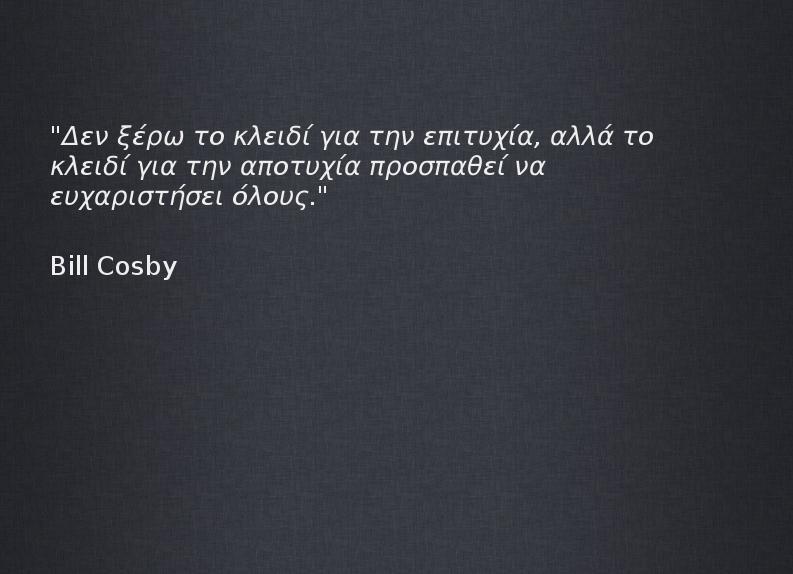 "Δεν ξέρω το κλειδί για την επιτυχία, αλλά το
κλειδί για την αποτυχία προσπαθεί να
ευχαριστήσει όλους."
Bill Cosby